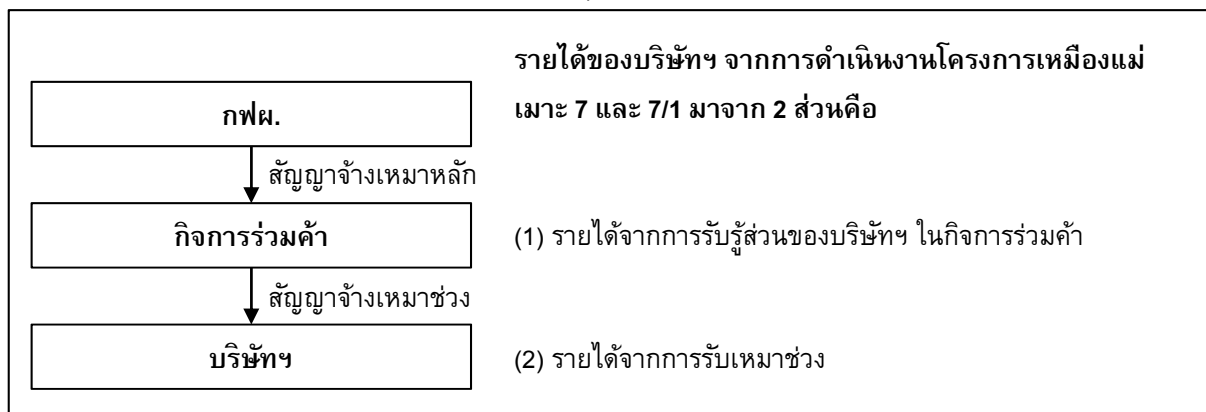 รายได้ของบริษัทฯ จากการดำเนินงานโครงการเหมืองแม่
เมาะ 7 และ 7/1 มาจาก 2 ส่วนคือ
กฟผ.
สัญญาจ้างเหมาหลัก
กิจการร่วมค้า
(1) รายได้จากการรับรู้ส่วนของบริษัทฯ ในกิจการร่วมค้า
สัญญาจ้างเหมาช่วง
บริษัทฯ
(2) รายได้จากการรับเหมาช่วง